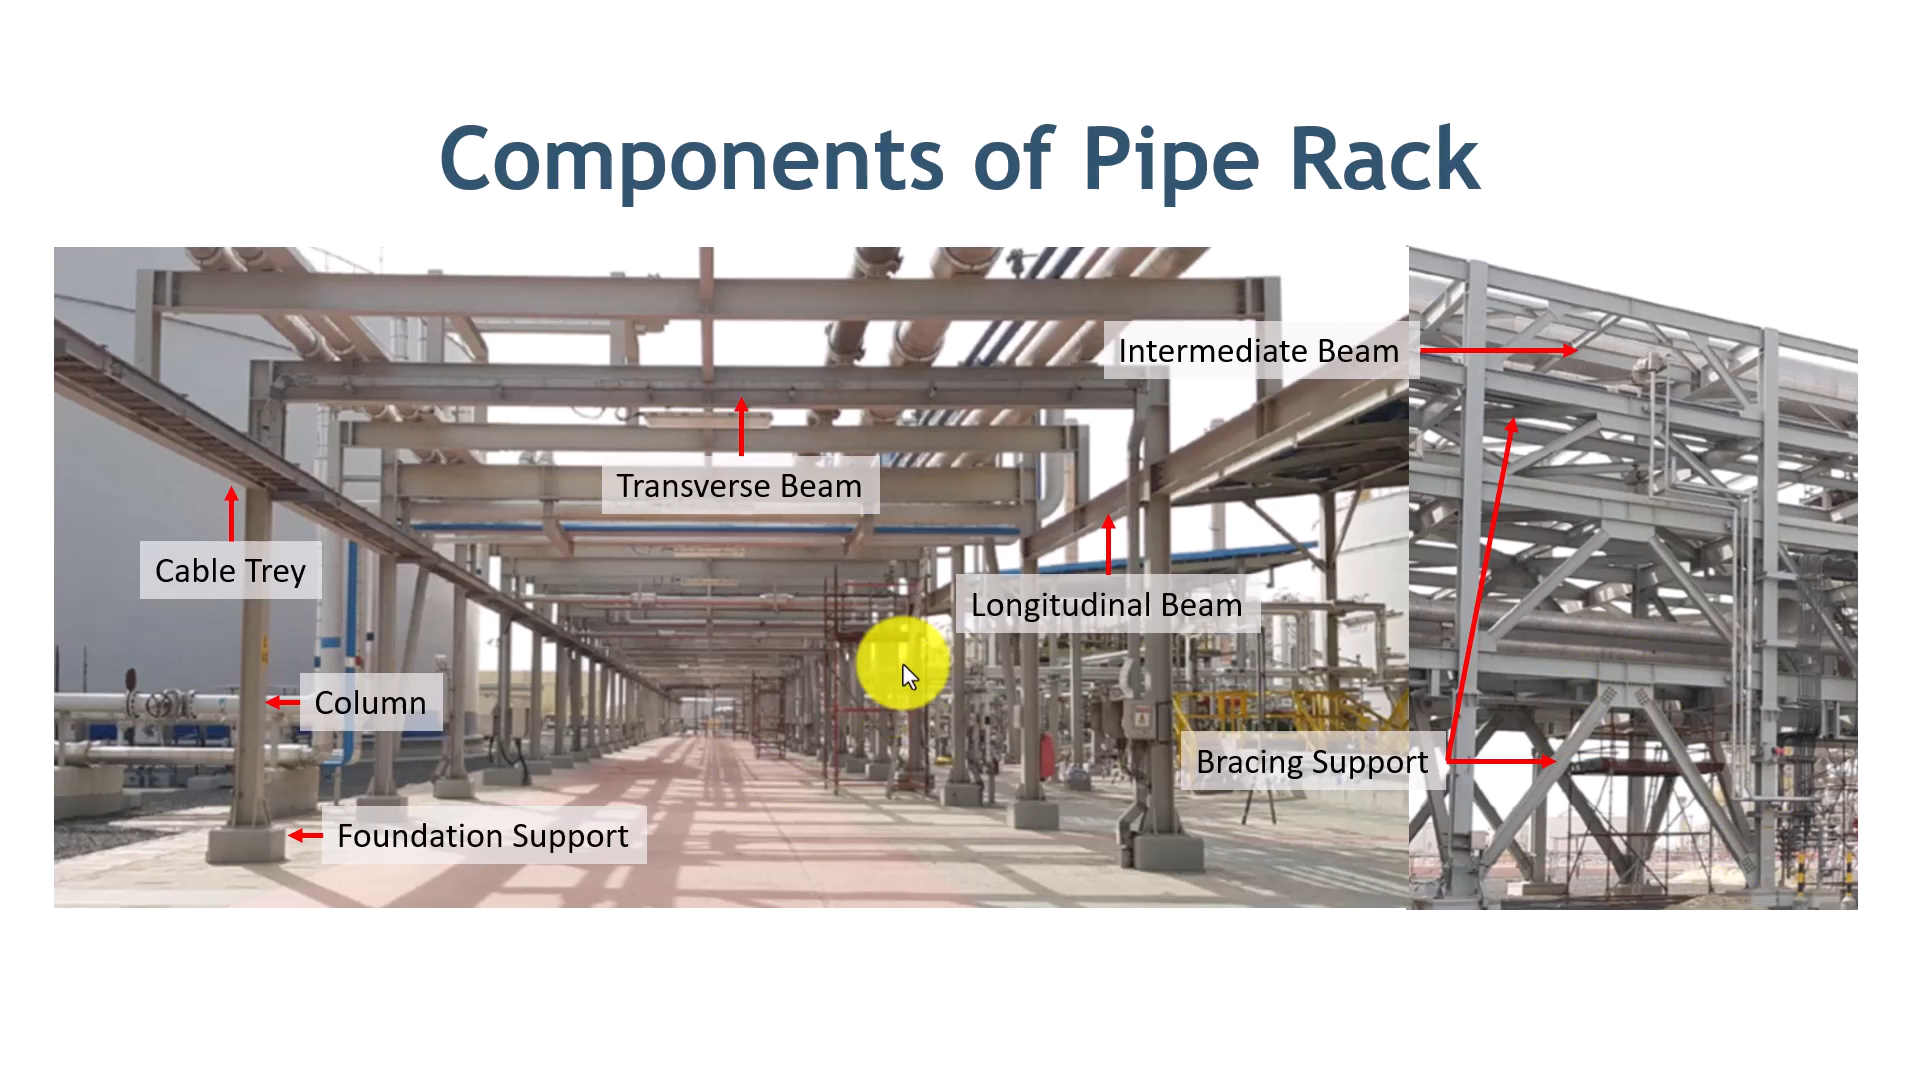 Components of Pipe Rack
Intermediate Beam
Transverse Beam
Cable Trey
Longitudinal Beam
Column
Bracing Support
Foundation Support